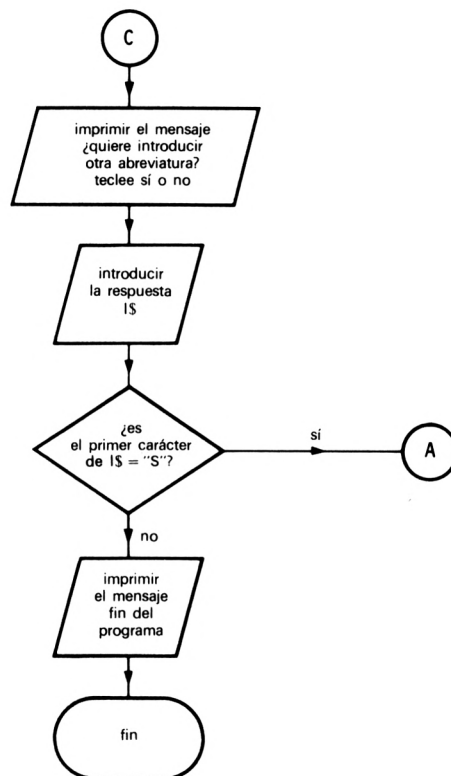 C
imprimir el mensaje
¿quiere introducir
otra abreviatura?
teclee sí o no
introducir
la respuesta
I$
¿es
el primer carácter
de I$ = "S"?
sí
A
no
imprimir
el mensaje
fin del
programa
fin